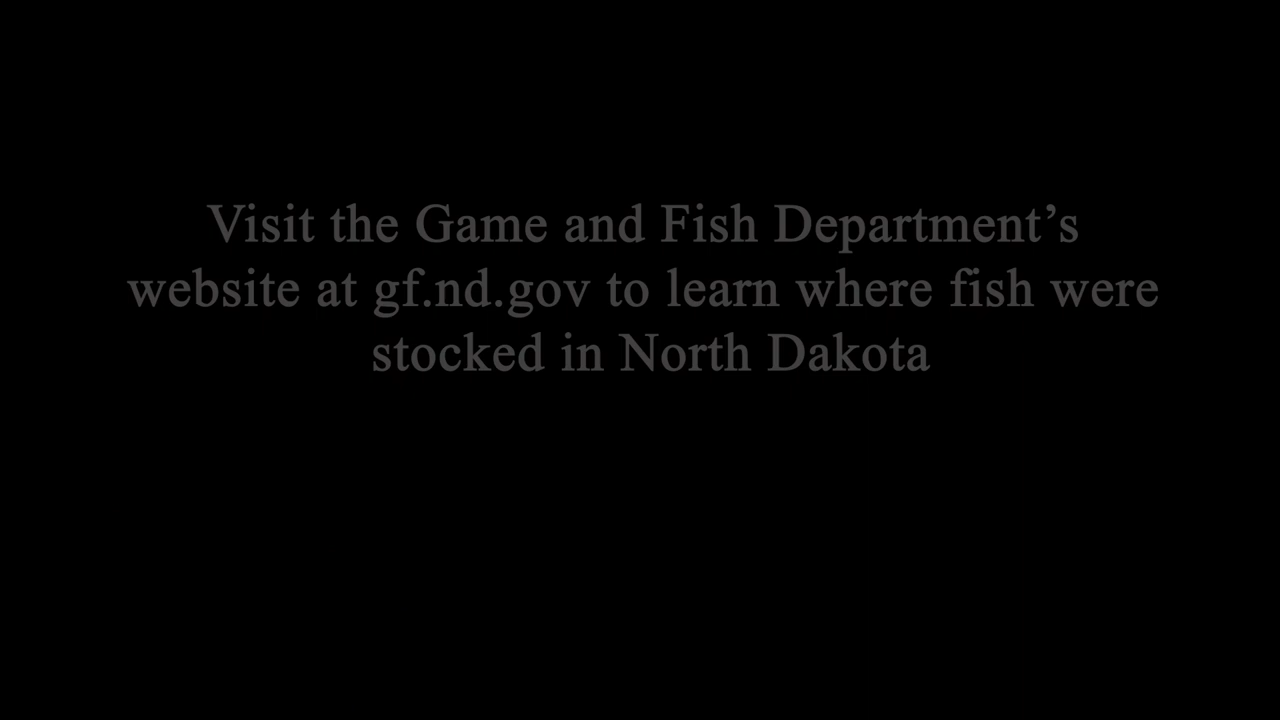 Visit the Game and Fish Department’s
website at gf.nd.gov to learn where fish were
stocked in North Dakota